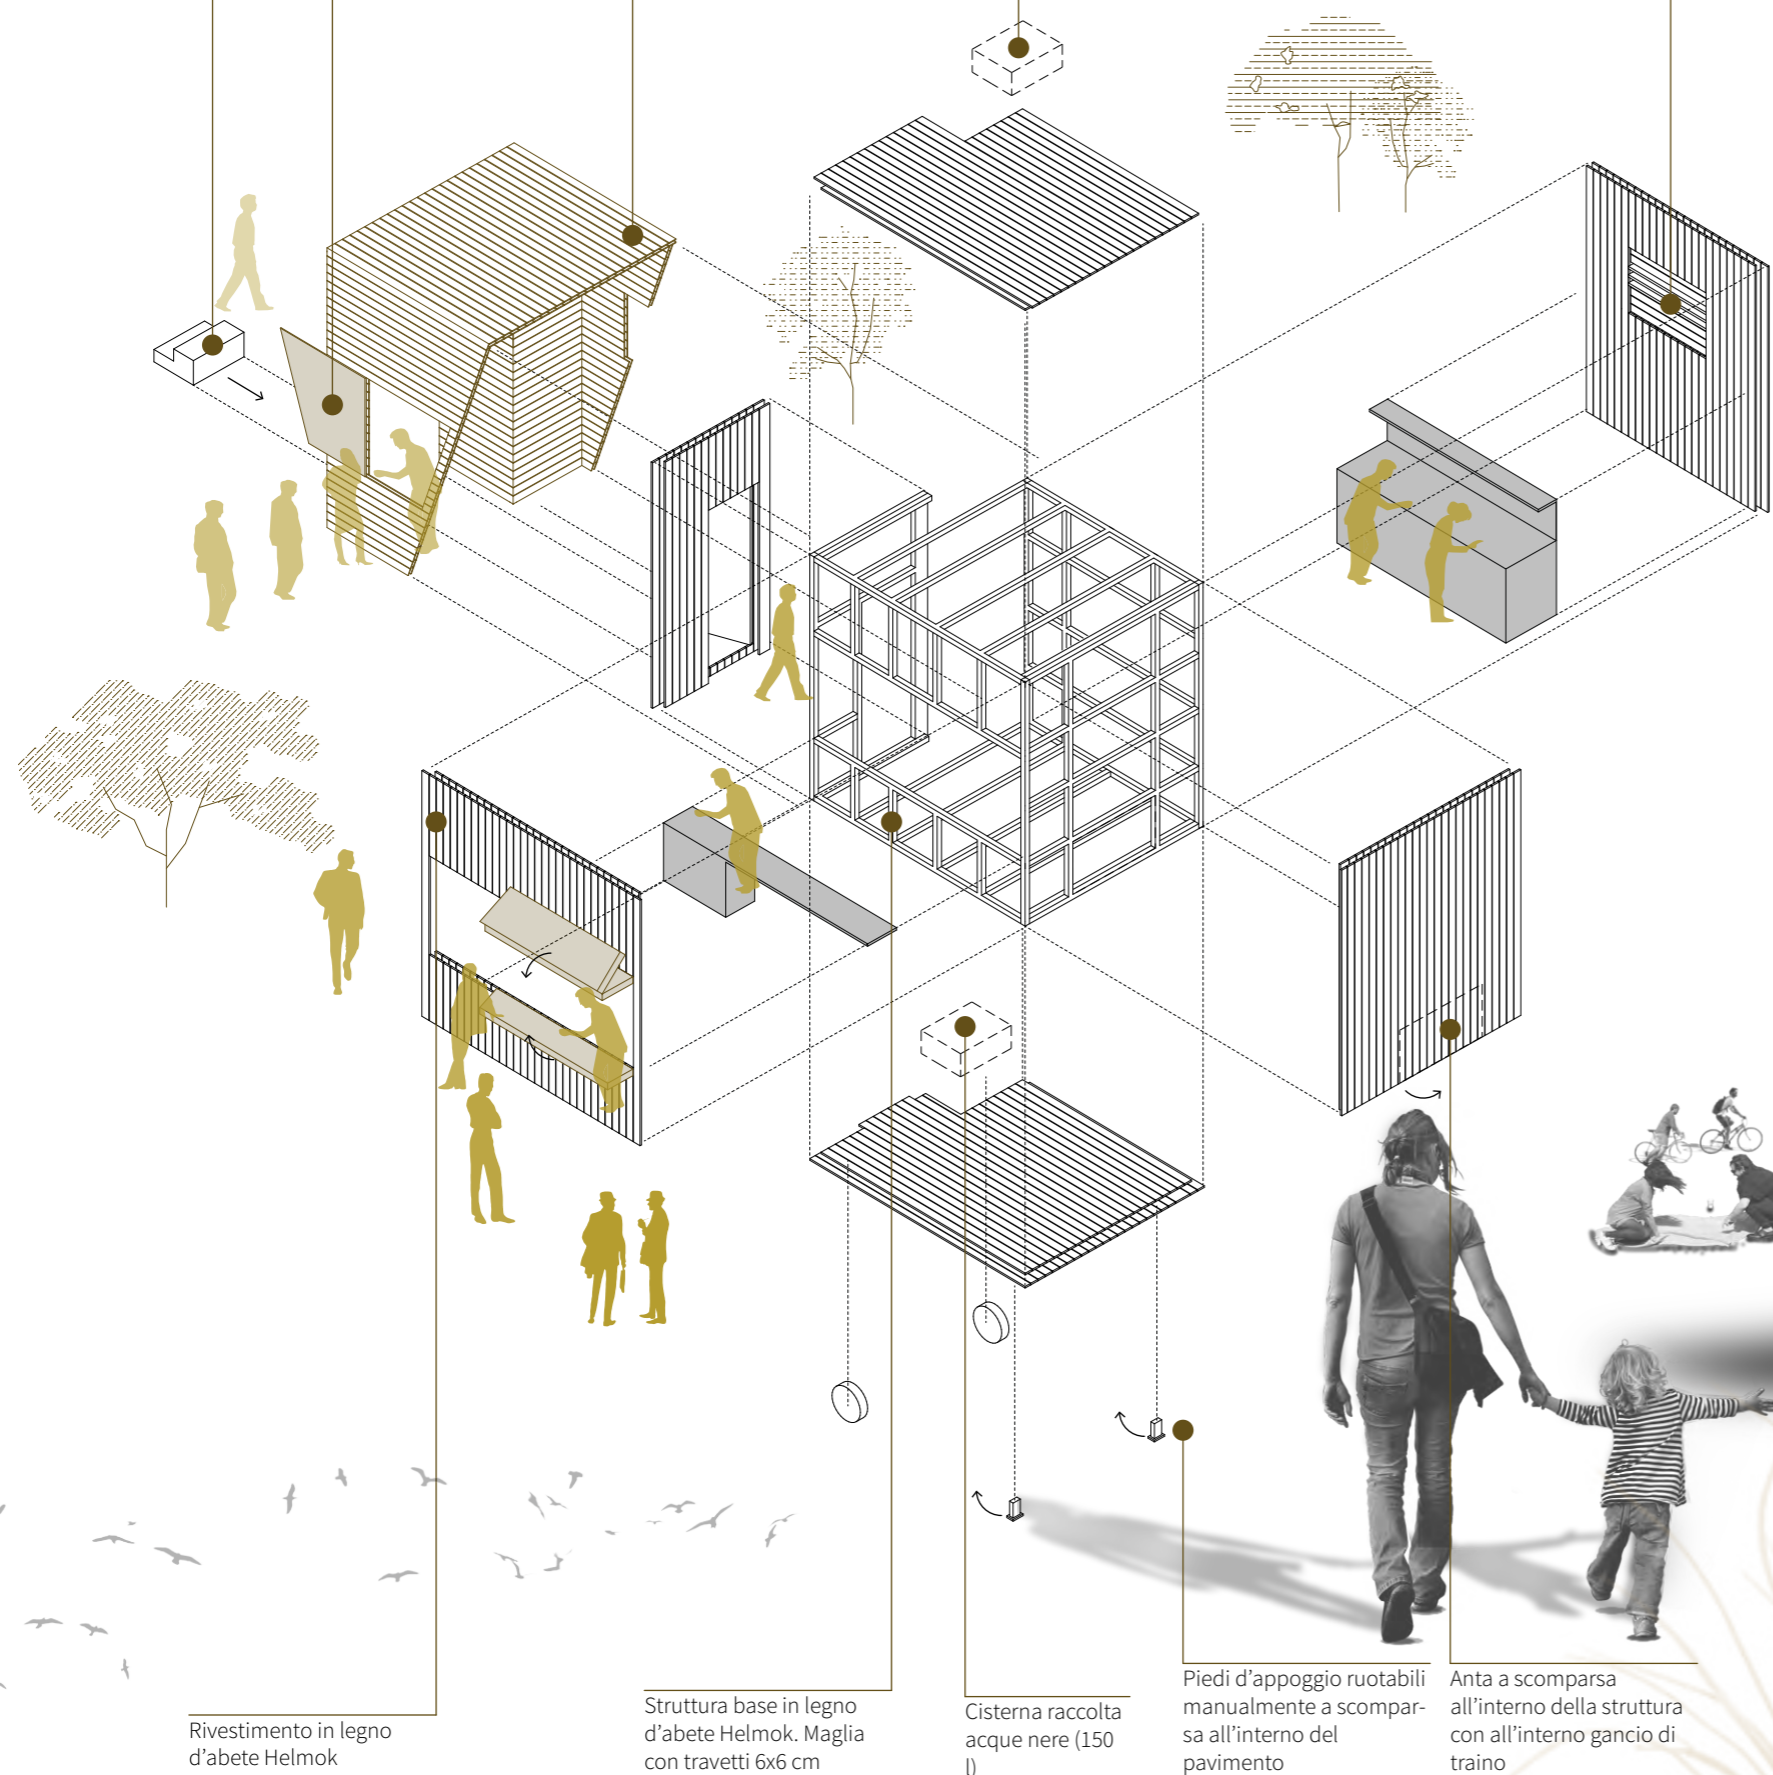 Rivestimento in legno
d'abete Helmok
Struttura base in legno
d'abete Helmok. Maglia
con travetti 6x6 cm
Cisterna raccolta
acque nere (150
l)
Piedi d'appoggio ruotabili
manualmente a scompar-
sa all'interno del
pavimento
Anta a scomparsa
all'interno della struttura
con all'interno gancio di
traino